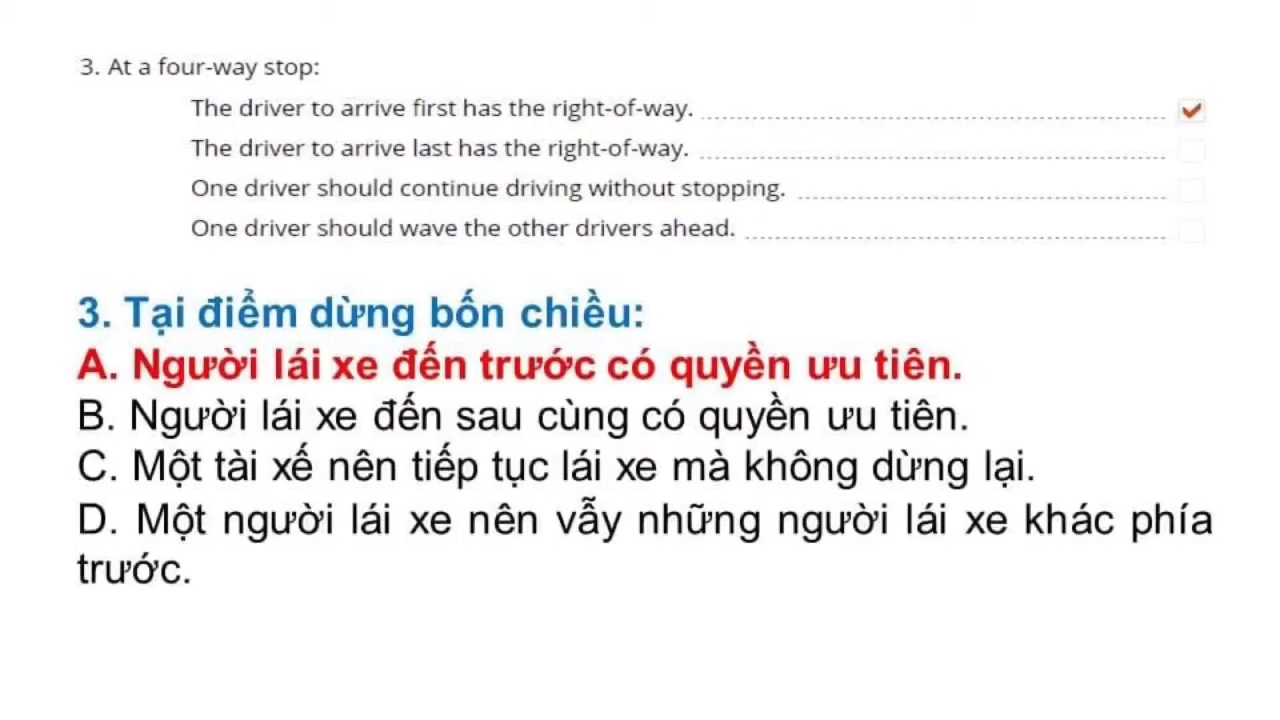 3. At a four-way stop:
The driver to arrive first has the right-of-way.
The driver to arrive last has the right-of-way.
One driver should continue driving without stopping.
One driver should wave the other drivers ahead.
3. Tại điểm dừng bốn chiều:
A. Người lái xe đến trước có quyền ưu tiên.
B. Người lái xe đến sau cùng có quyền ưu tiên.
C. Một tài xế nên tiếp tục lái xe mà không dừng lại.
D. Một người lái xe nên vẫy những người lái xe khác phía
trước.